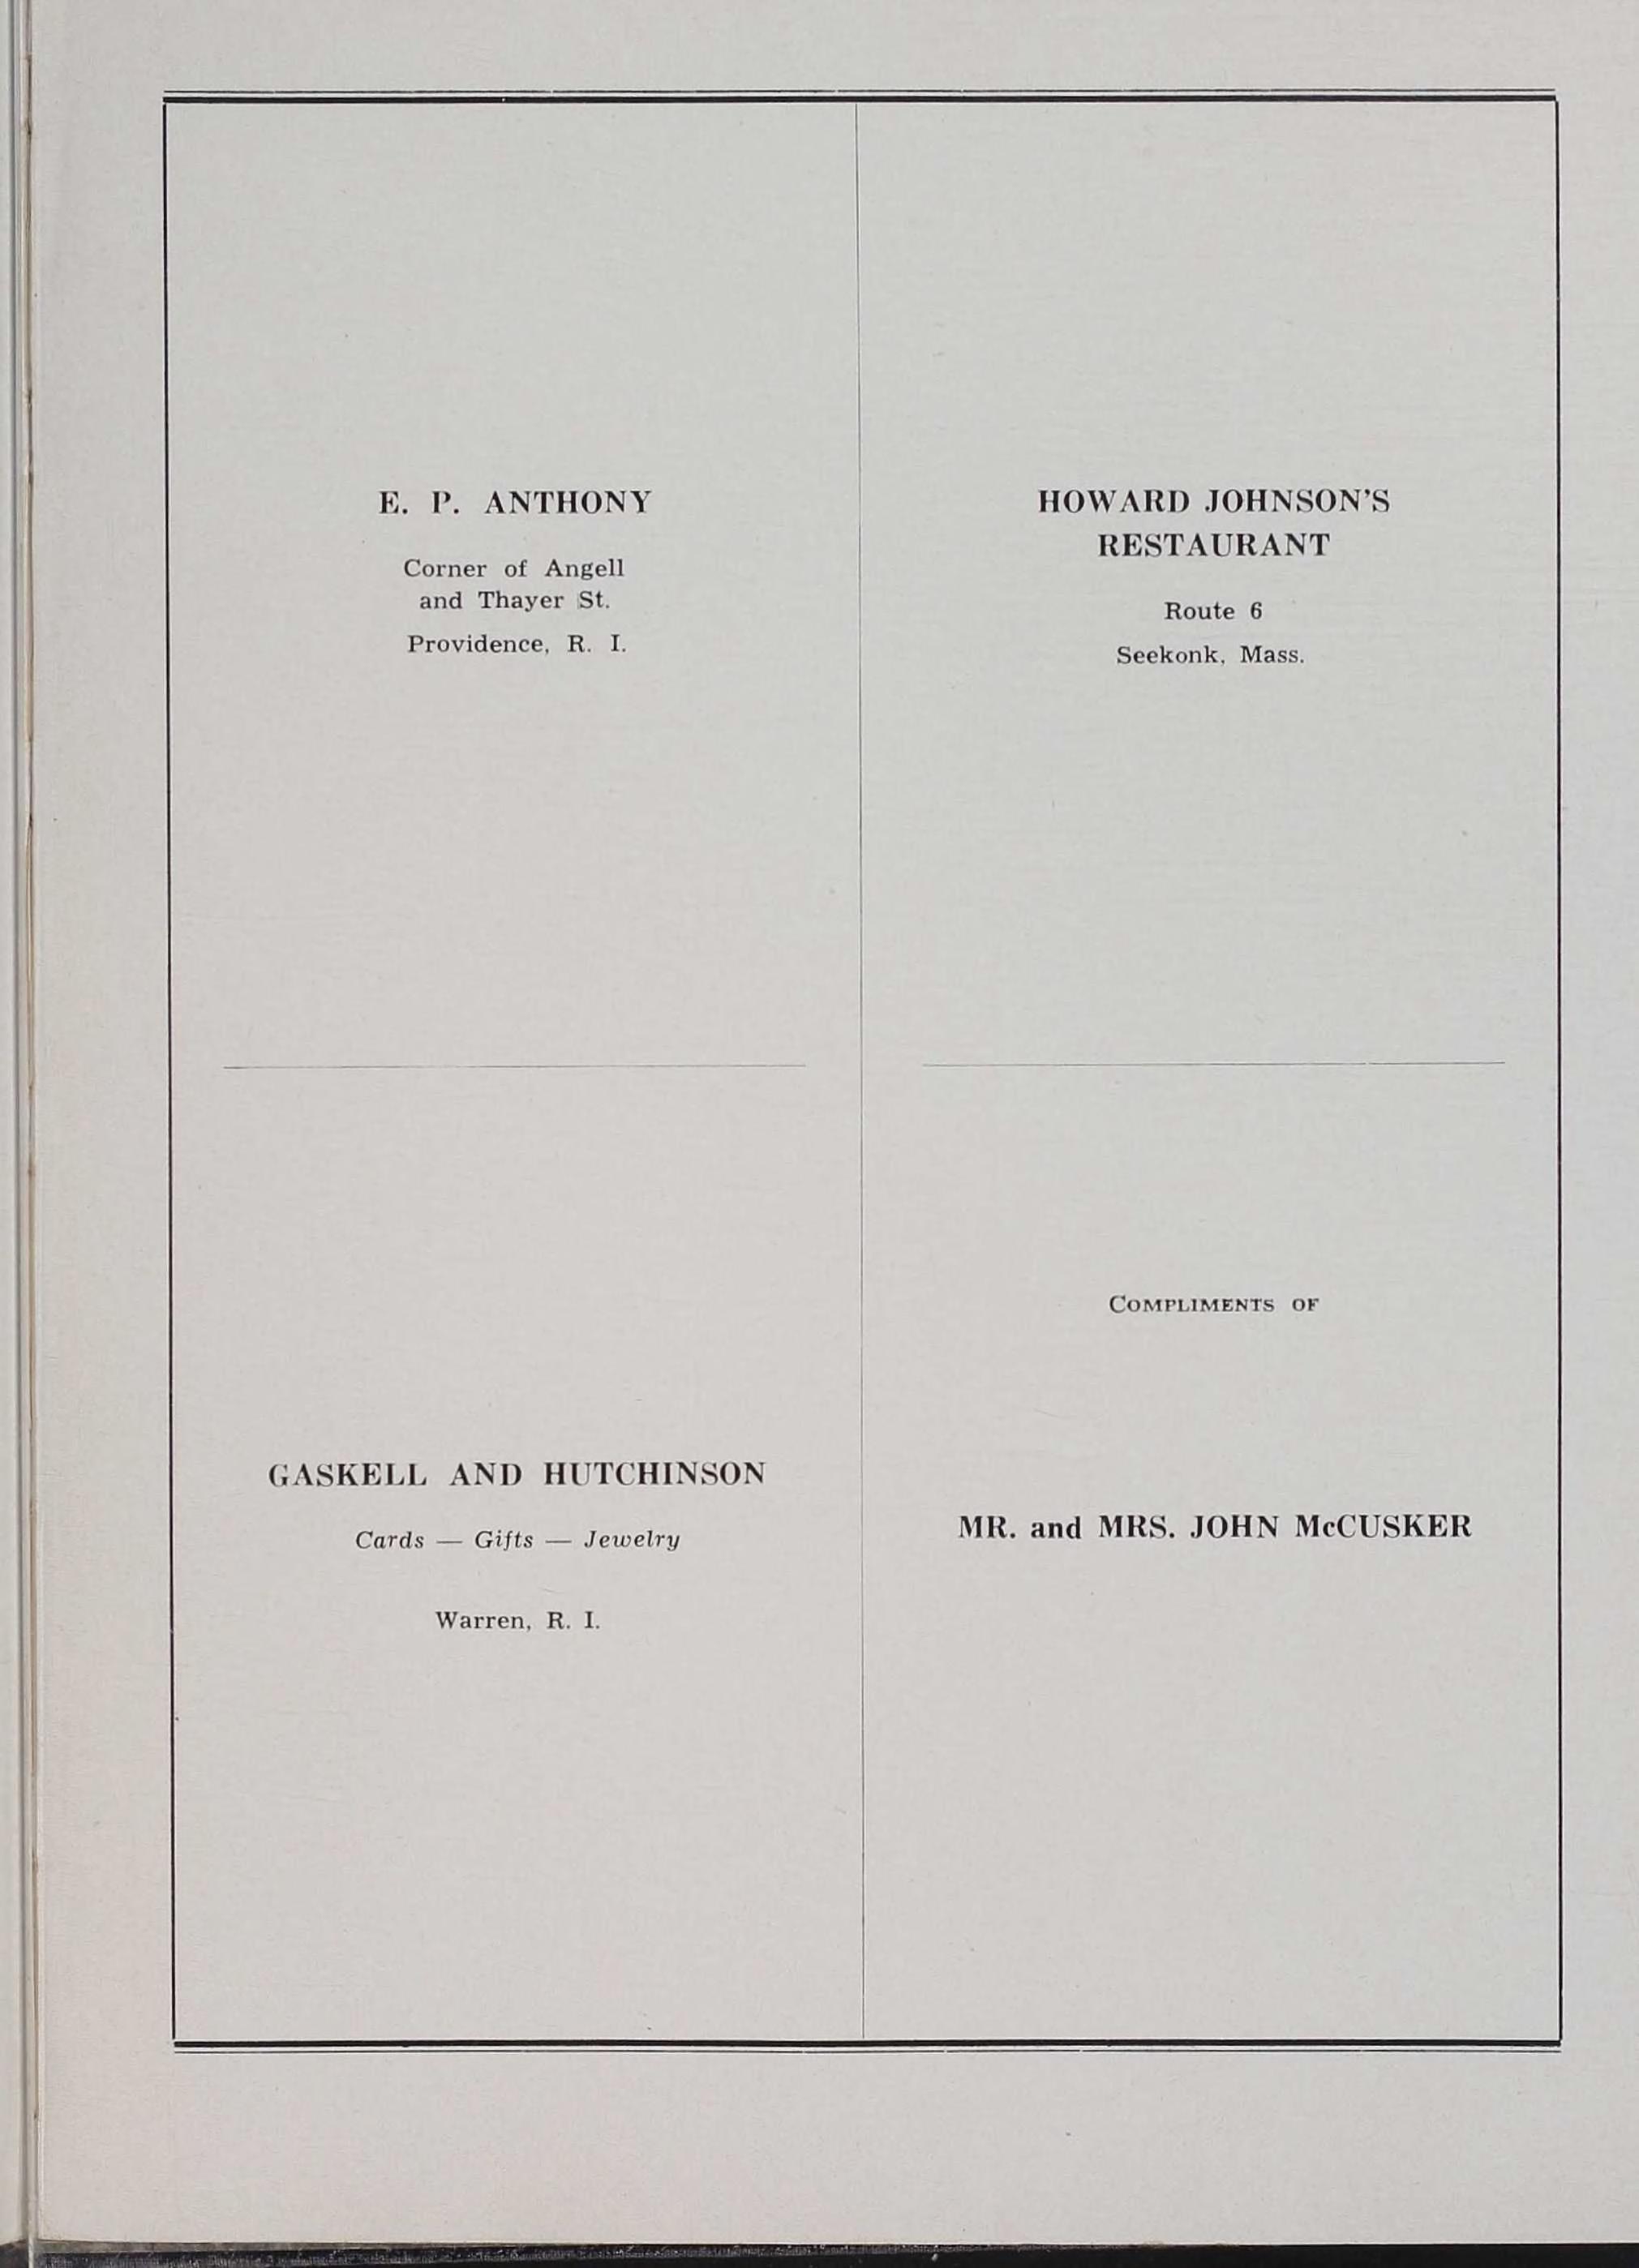 E. P. ANTHONY
Corner of Angell
and Thayer St.
Providence, R. I.
HOWARD JOHNSON'S
RESTAURANT
Route 6
Seekonk, Mass.
GASKELL AND HUTCHINSON
Cards — Gifts — Jewelry
Warren, R. I.
COMPLIMENTS OF
MR. and MRS. JOHN McCUSKER